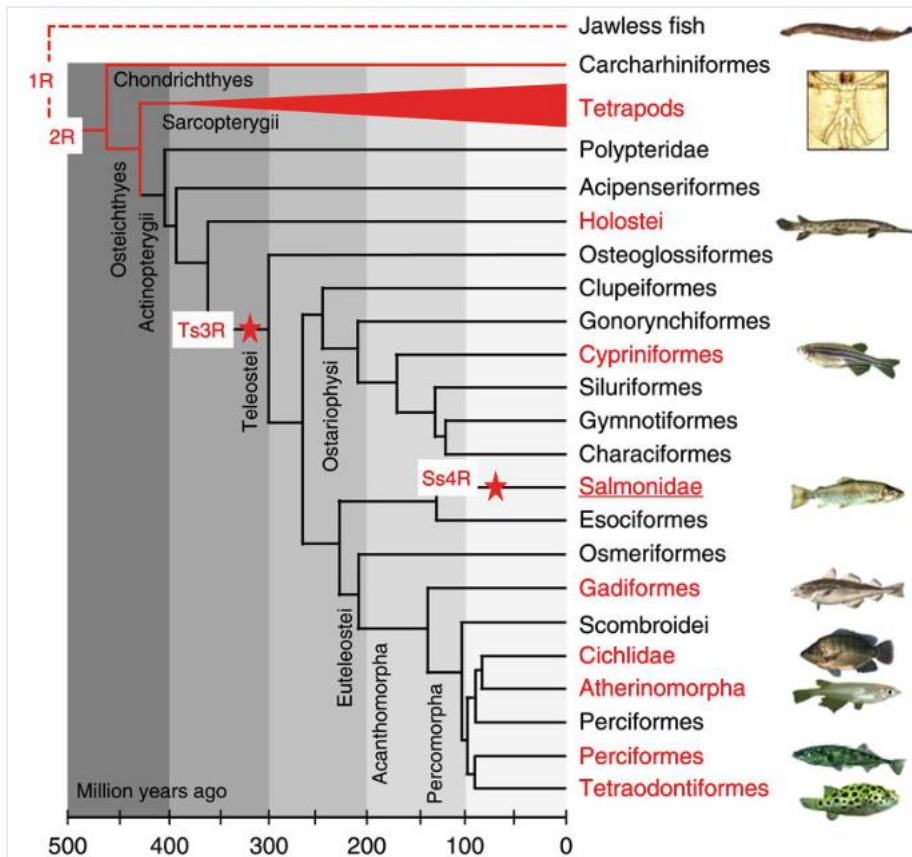 Jawless fish
1R
Chondrichthyes
Carcharhiniformes
Tetrapods
Sarcopterygii
2R
Polypteridae
Osteichthyes
Acipenseriformes
Actinopterygii
Holostei
Osteoglossiformes
Clupeiformes
Ts3R
Gonorynchiformes
Teleostei
Cypriniformes
Ostariophysi
Siluriformes
Gymnotiformes
Characiformes
Ss4R
Salmonidae
Esociformes
Osmeriformes
Euteleostei
Gadiformes
Acanthomorpha
Scombroidei
Percomorpha
Cichlidae
Atherinomorpha
Perciformes
Perciformes
Tetraodontiformes
Million years ago
500 400 300 200 100 0